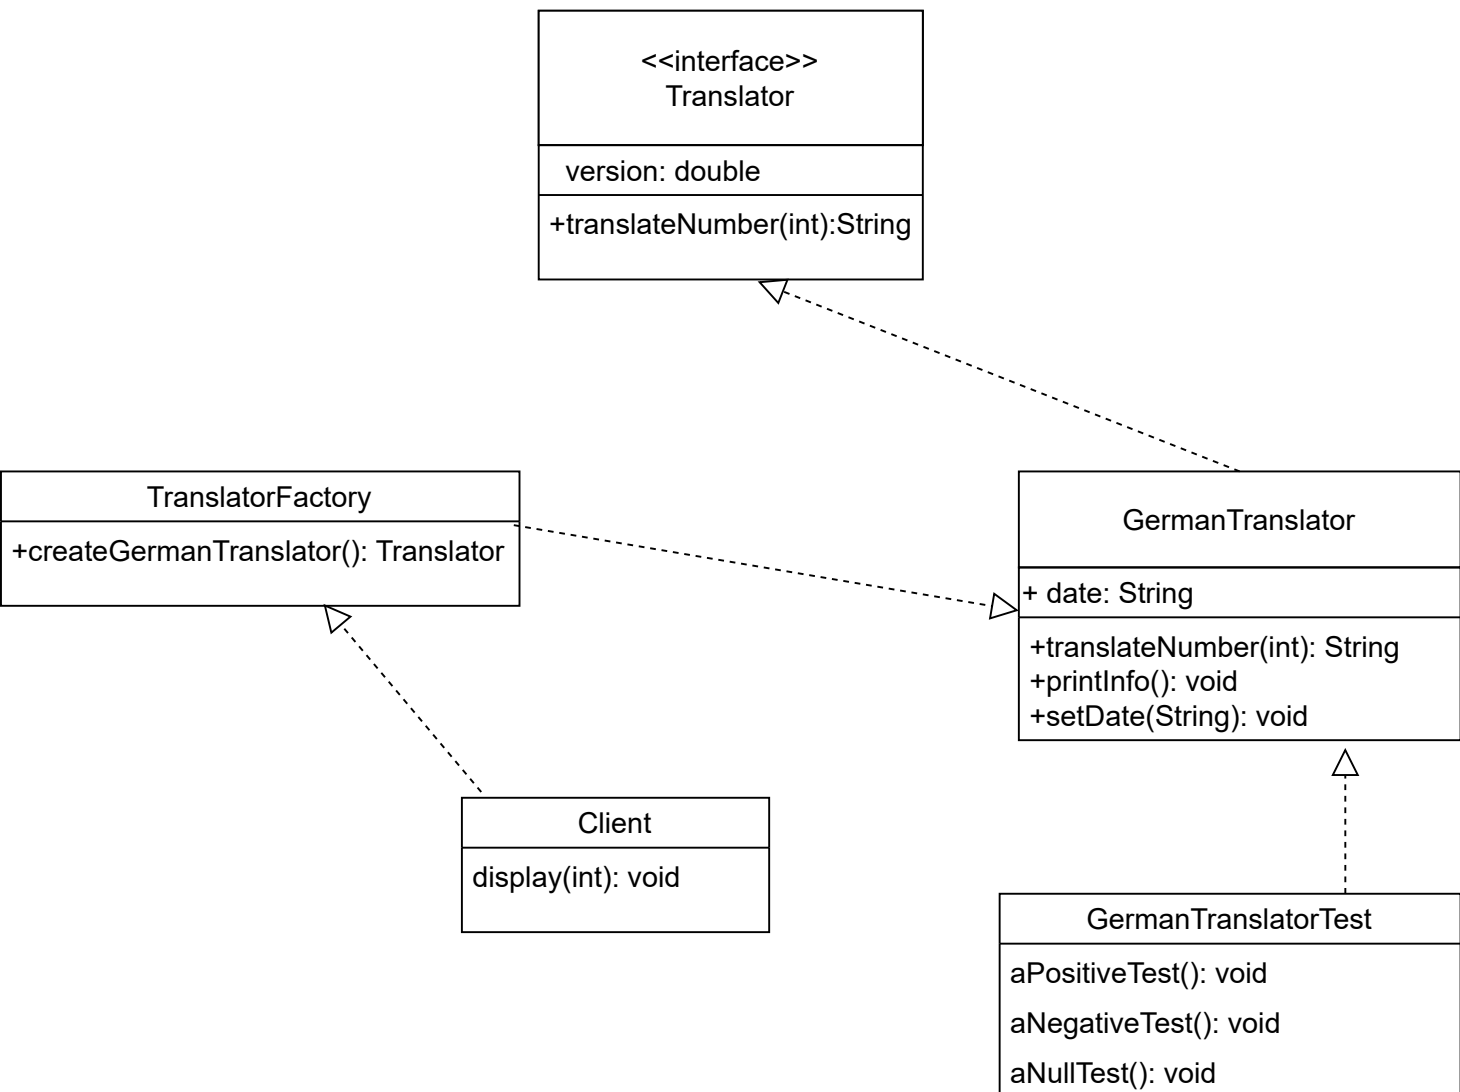 <<interface>>
Translator
version: double
+translateNumber(int):String
TranslatorFactory
+createGermanTranslator(): Translator
GermanTranslator
+ date: String
+translateNumber(int): String
+printInfo(): void
+setDate(String): void
Client
display(int): void
GermanTranslatorTest
aPositiveTest(): void
aNegativeTest(): void
aNullTest(): void